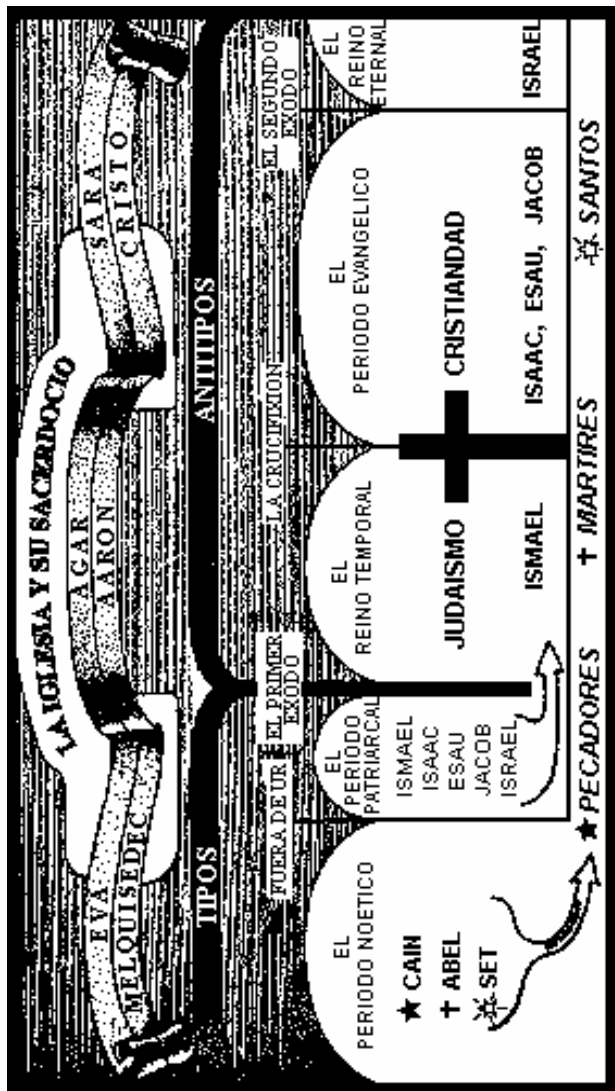 LA IGLESIA Y SU SACERDOCIO
EVA
MELQUISEDEC
AGAR
AARON
SARA
CRISTO
TIPOS
ANTITIPOS
FUERA DE UR
EL PRIMER
EXODO
LA CRUCIFIXION
EL SEGUNDO
EXODO
EL
PERIODO NOETICO
★ CAIN
✝ ABEL
SET
EL
PERIODO
PATRIARCAL
ISMAEL
ISAAC
ESAU
JACOB
ISRAEL
EL
REINO TEMPORAL
JUDAISMO
ISMAEL
EL
PERIODO EVANGELICO
CRISTIANDAD
ISAAC, ESAU, JACOB
EL
REINO
ETERNAL
ISRAEL
★ PECADORES
✝ MARTIRES
SANTOS